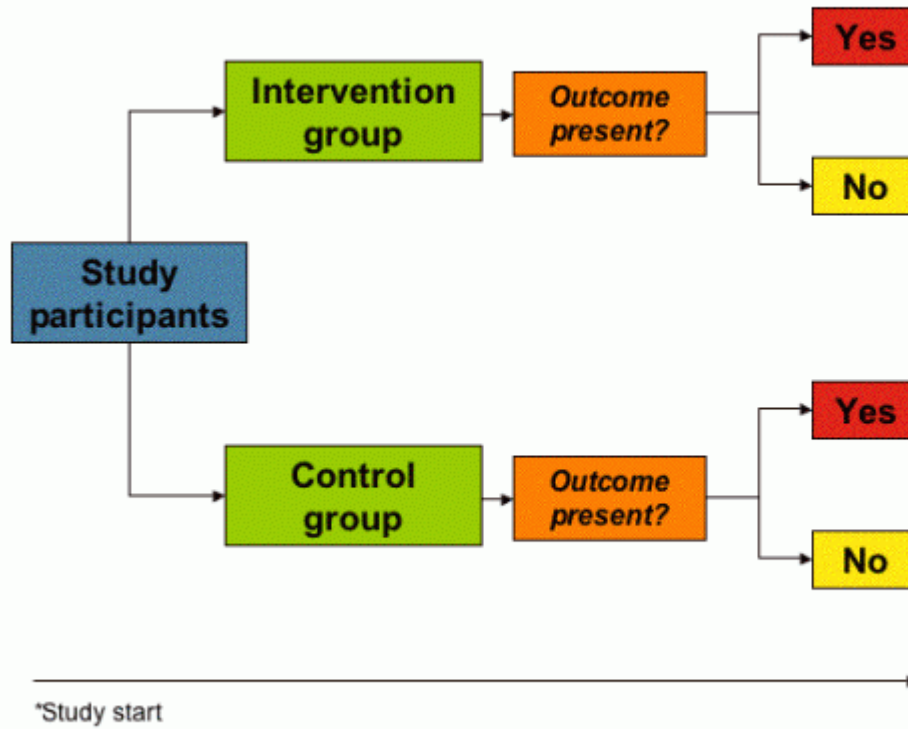 Yes
Intervention
group
Outcome
present?
No
Study
participants
Yes
Control
group
Outcome
present?
No
*Study start